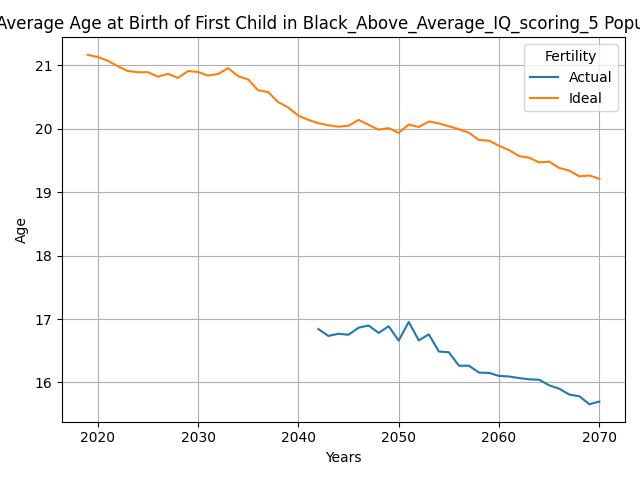 Average Age at Birth of First Child in Black_Above_Average_IQ_scoring_5 Popu
Fertility
Actual
Ideal
21
20
19
18
17
16
Age
2020 2030 2040 2050 2060 2070
Years